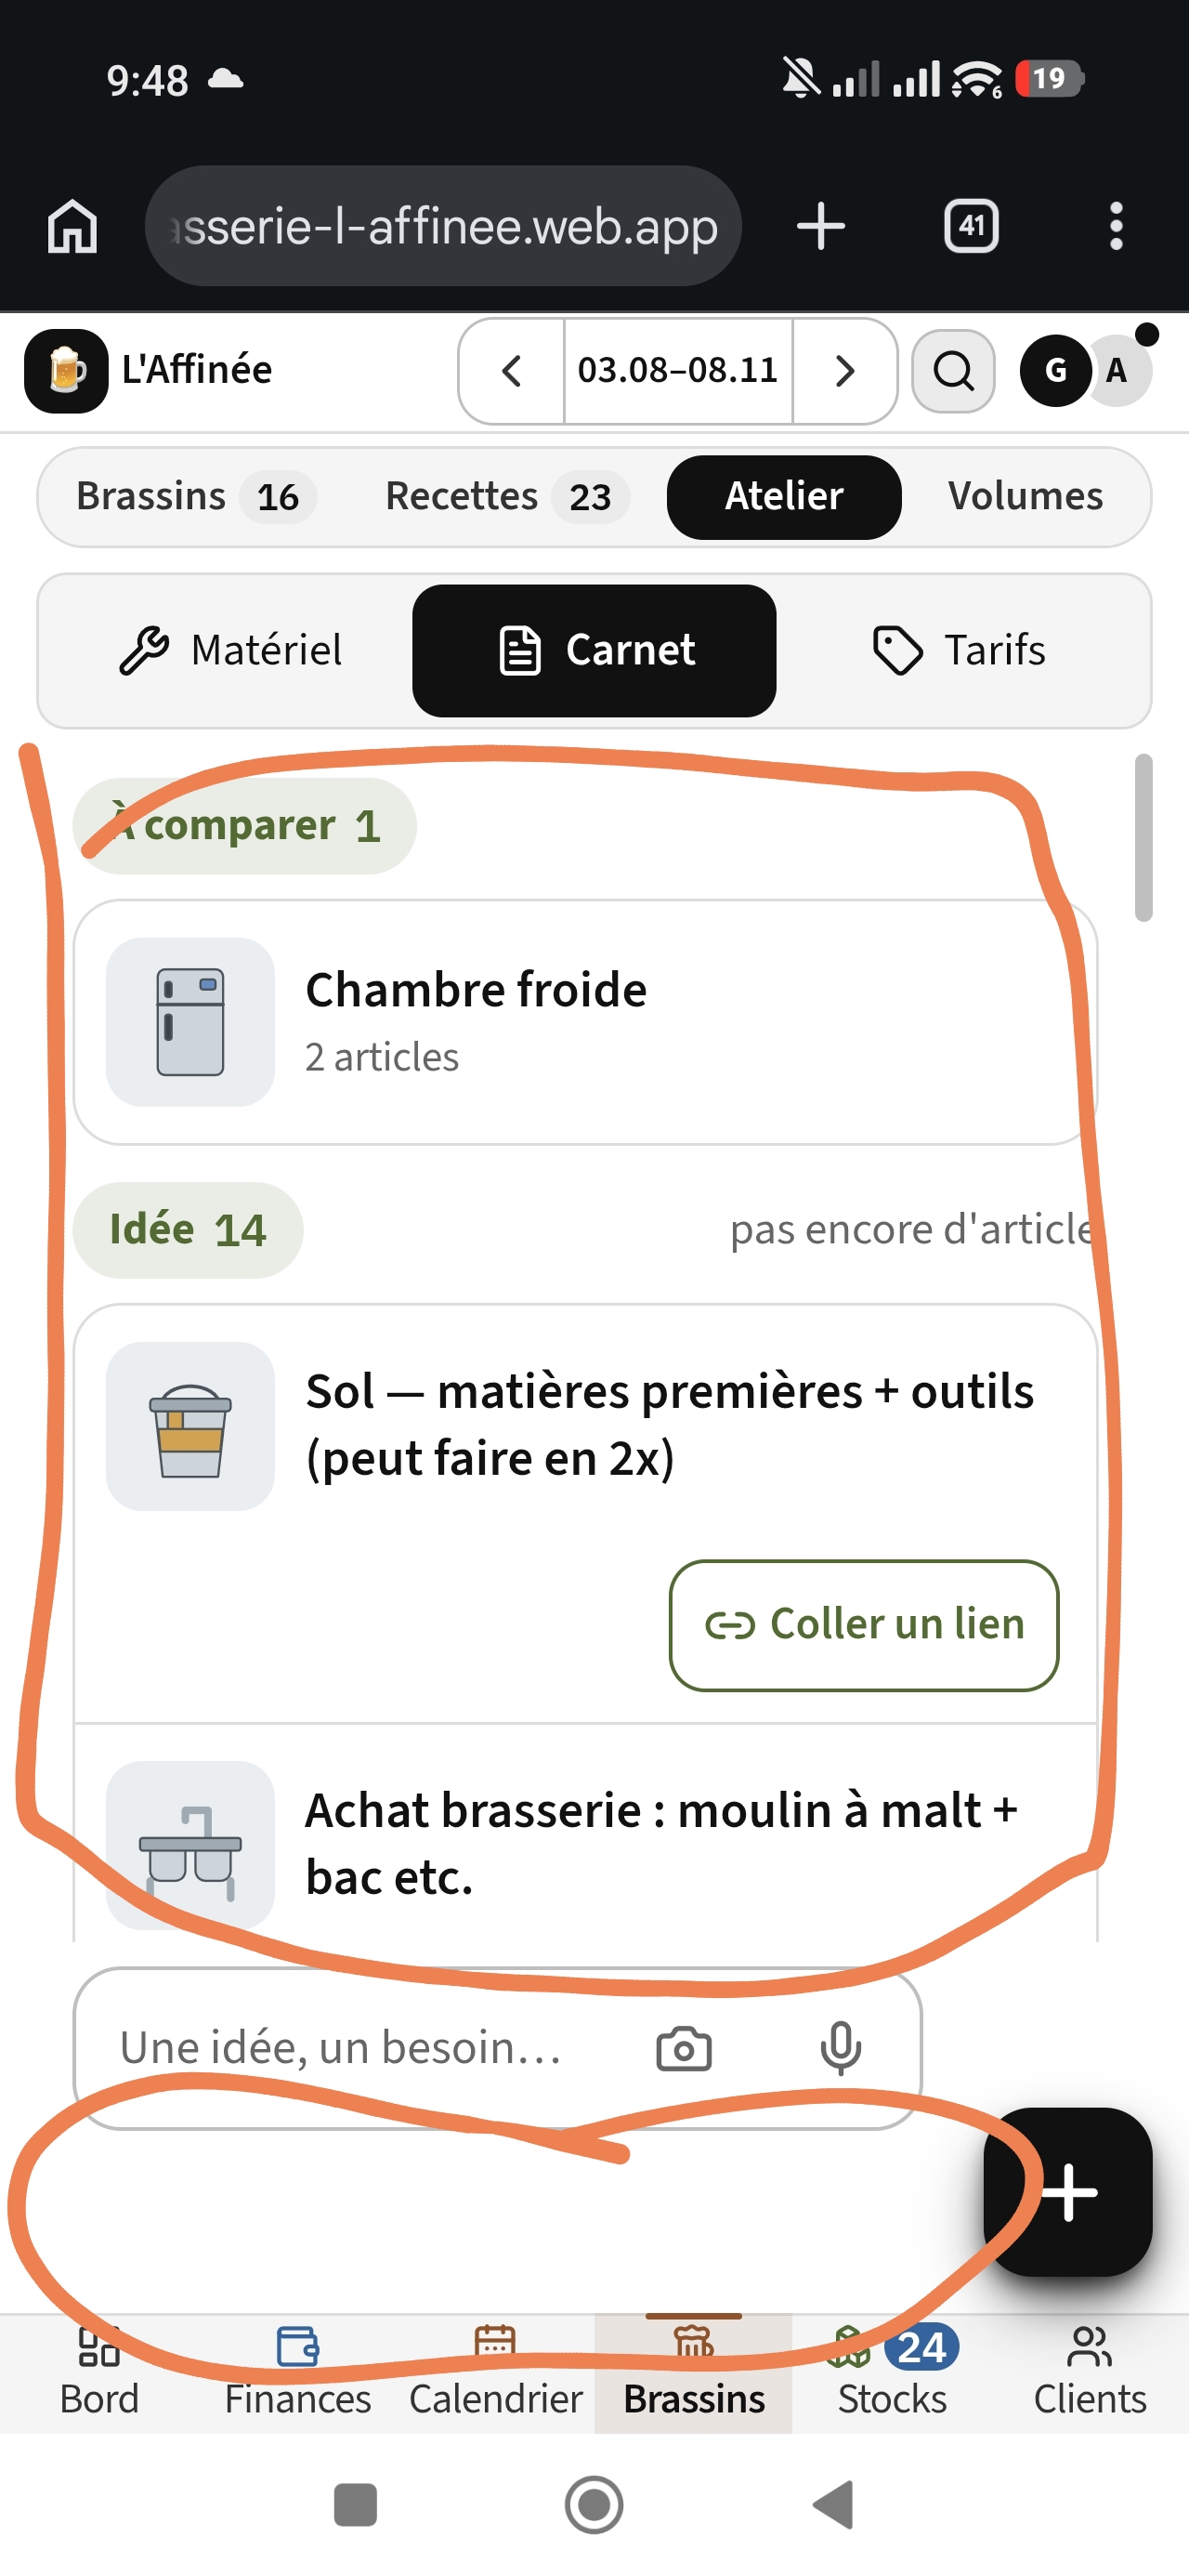 9:48
6
19
asserie-l-affinee.web.app
41
L'Affinée
03.08–08.11
G
A
Brassins 16
Recettes 23
Atelier
Volumes
Matériel
Carnet
Tarifs
À comparer 1
Chambre froide
2 articles
Idée 14
pas encore d'article
Sol — matières premières + outils
(peut faire en 2x)
Coller un lien
Achat brasserie : moulin à malt +
bac etc.
Une idée, un besoin...
24
Bord
Finances
Calendrier
Brassins
Stocks
Clients